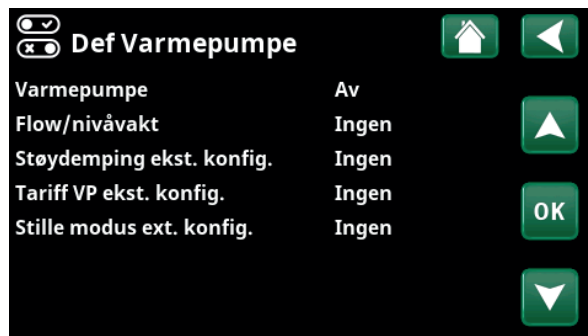 Def Varmepumpe
Varmepumpe Av
Flow/nivåvakt Ingen
Støydemping ekst. konfig. Ingen
Tariff VP ekst. konfig. Ingen
Stille modus ext. konfig. Ingen
OK